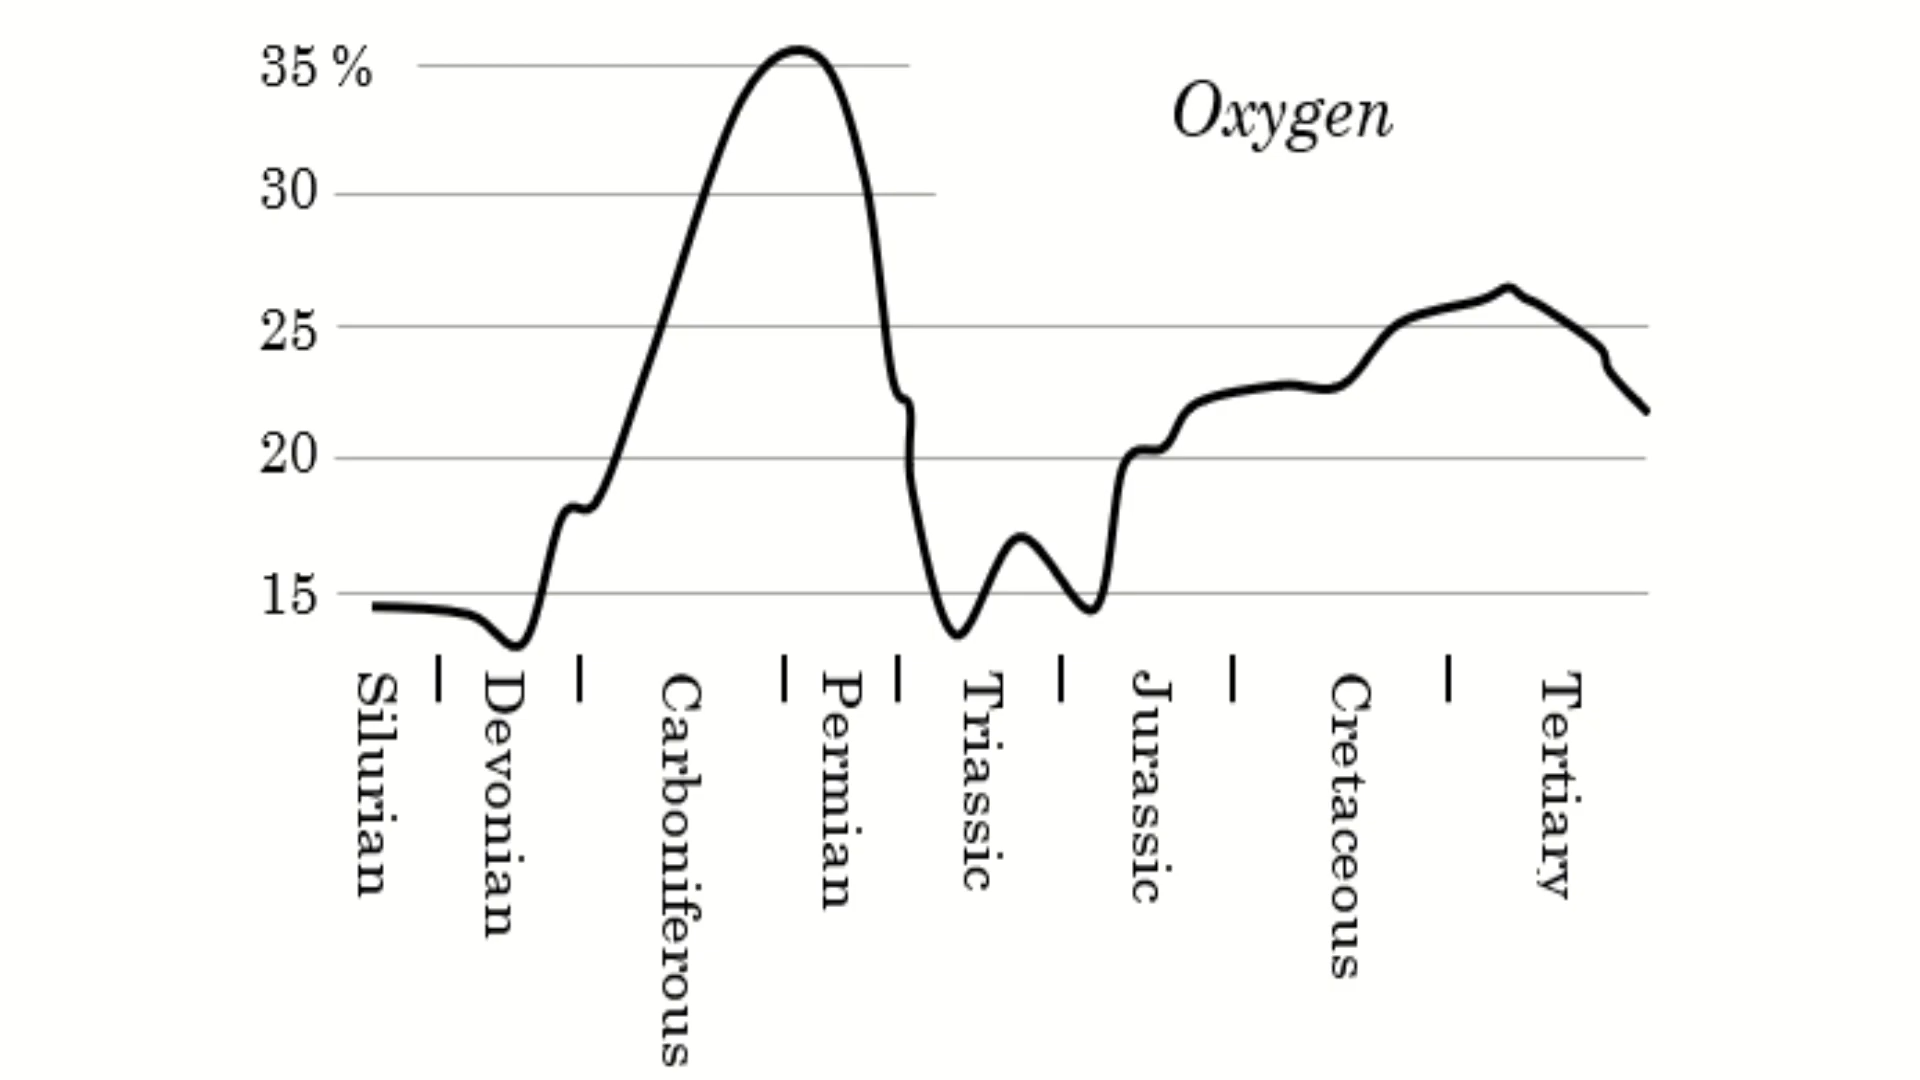 35 %
Oxygen
30
25
20
15
Silurian
Devonian
Carboniferous
Permian
Triassic
Jurassic
Cretaceous
Tertiary